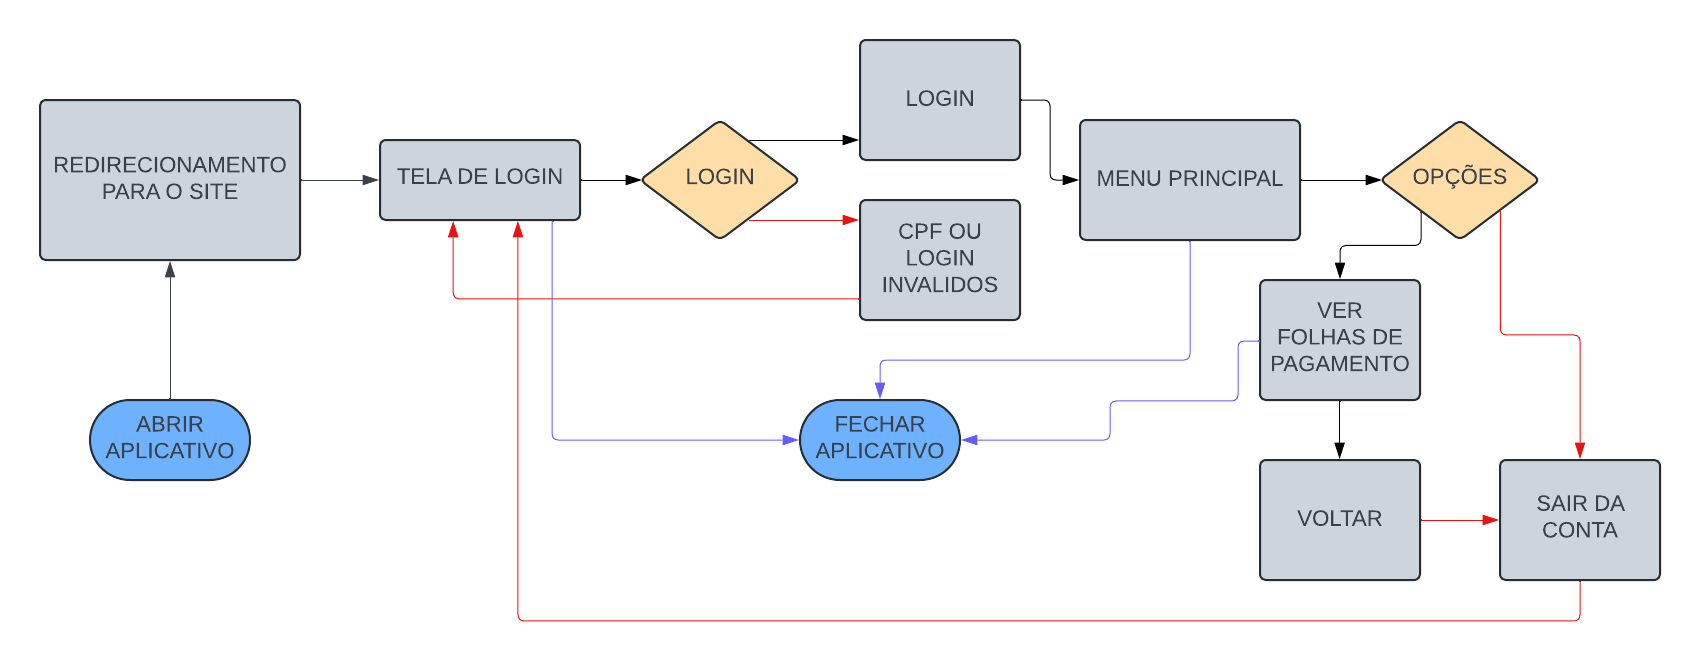 REDIRECIONAMENTO
PARA O SITE
ABRIR
APLICATIVO
TELA DE LOGIN
LOGIN
LOGIN
CPF OU
LOGIN
INVALIDOS
MENU PRINCIPAL
OPÇÕES
VER
FOLHAS DE
PAGAMENTO
FECHAR
APLICATIVO
VOLTAR
SAIR DA
CONTA